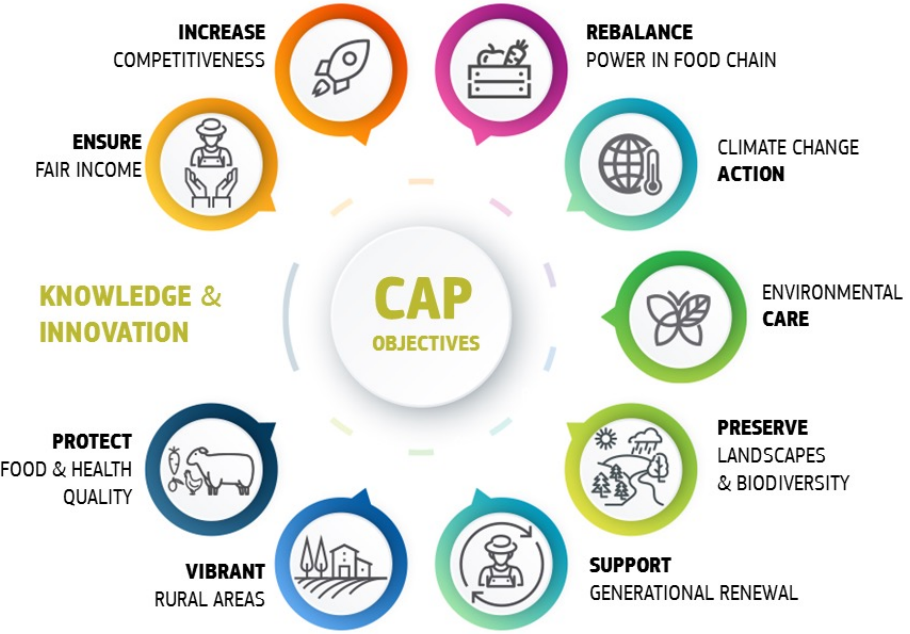 INCREASE
COMPETITIVENESS
REBALANCE
POWER IN FOOD CHAIN
ENSURE
FAIR INCOME
CLIMATE CHANGE
ACTION
KNOWLEDGE &
INNOVATION
CAP
OBJECTIVES
ENVIRONMENTAL
CARE
PROTECT
FOOD & HEALTH
QUALITY
PRESERVE
LANDSCAPES
& BIODIVERSITY
VIBRANT
RURAL AREAS
SUPPORT
GENERATIONAL RENEWAL